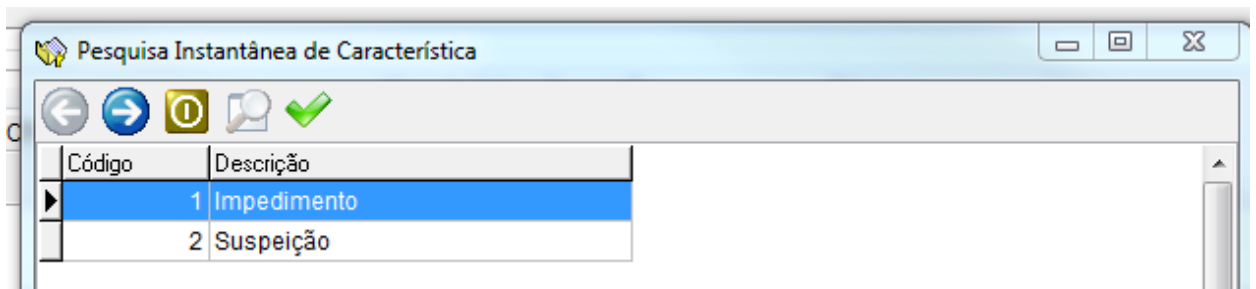 Pesquisa Instantânea de Característica
Código Descrição
1 Impedimento
2 Suspeição